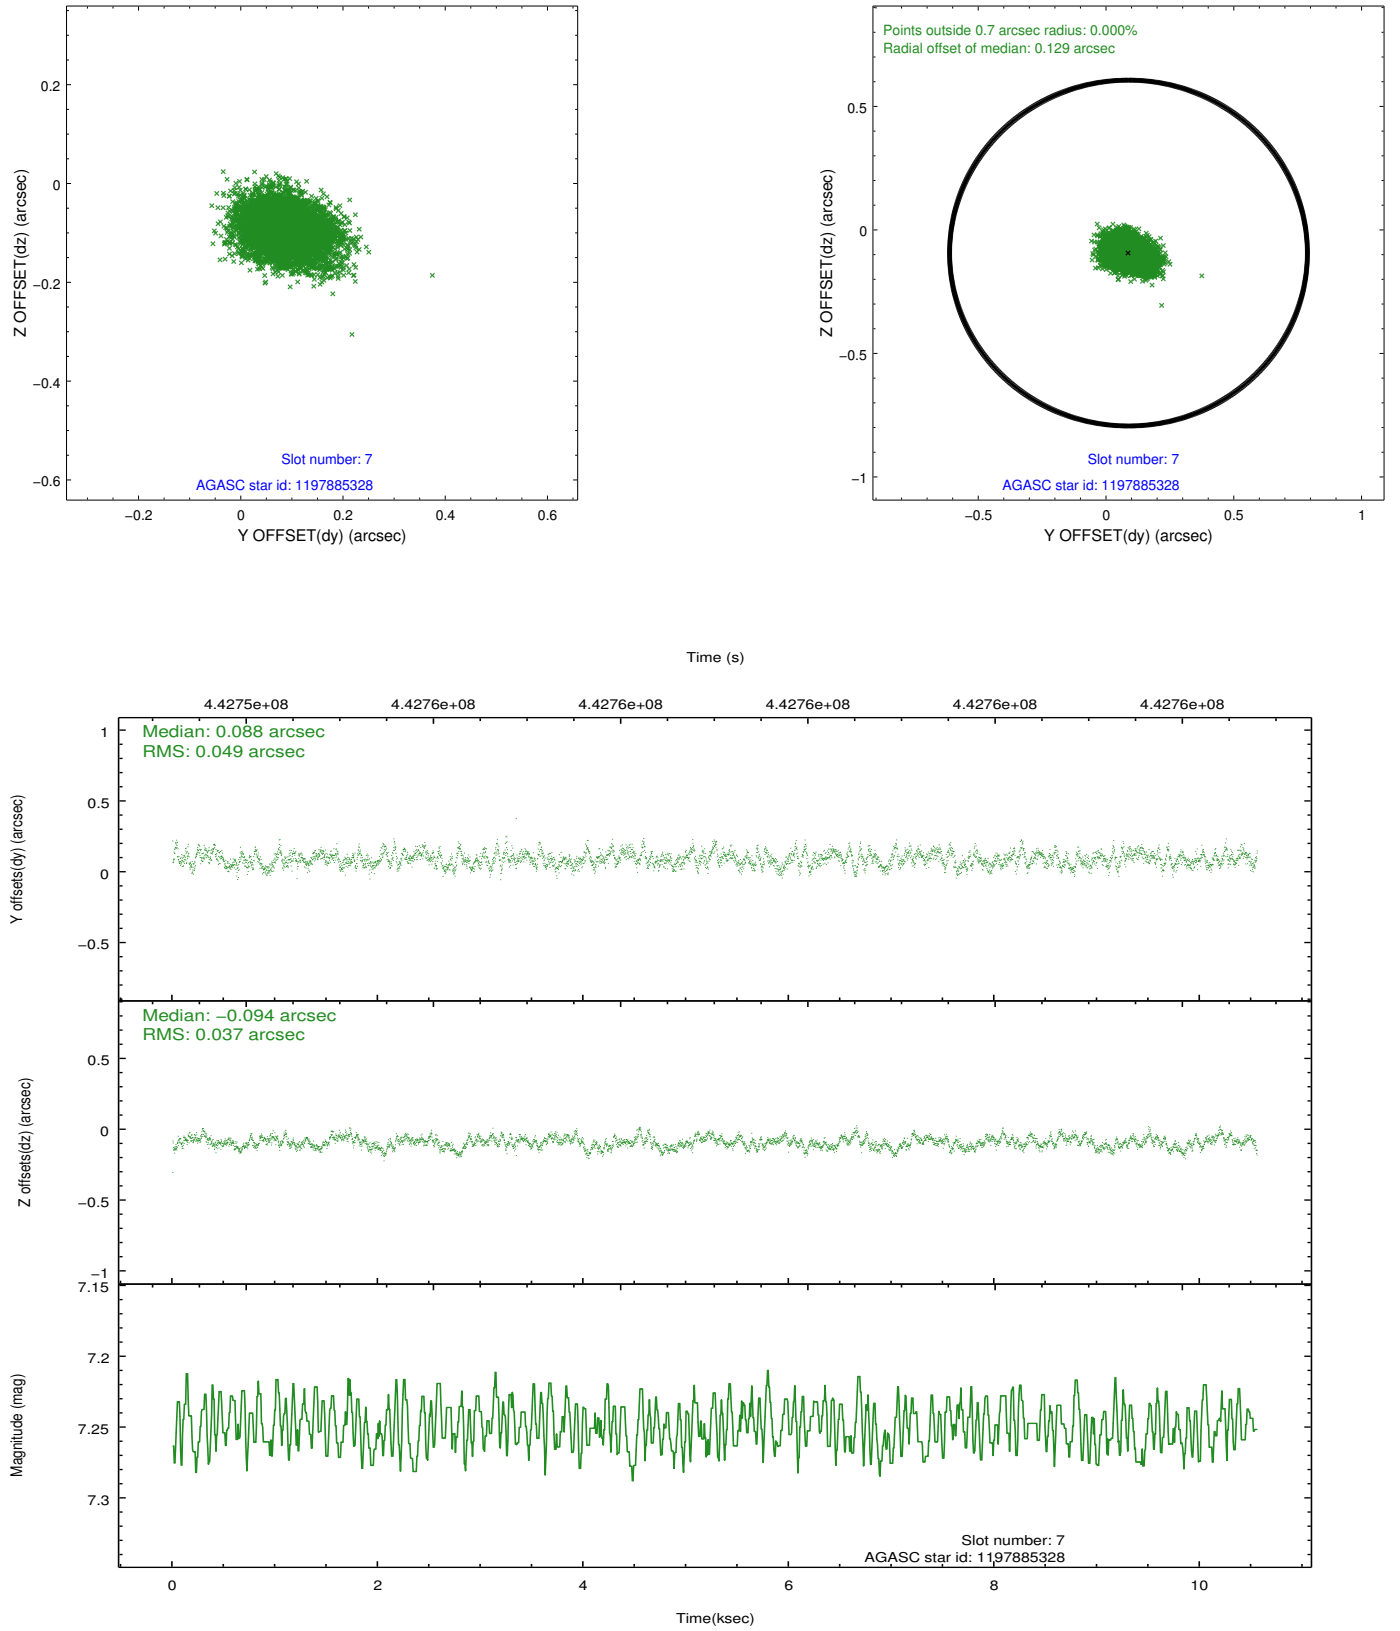 0.2
0
−0.2
−0.4
−0.6
Z OFFSET(dz) (arcsec)
−0.2
0
0.2
0.4
0.6
Y OFFSET(dy) (arcsec)
Slot number: 7
AGASC star id: 1197885328
Points outside 0.7 arcsec radius: 0.000%
Radial offset of median: 0.129 arcsec
0.5
0
−0.5
−1
Z OFFSET(dz) (arcsec)
−0.5
0
0.5
1
Y OFFSET(dy) (arcsec)
Slot number: 7
AGASC star id: 1197885328
Time (s)
4.4275e+08
4.4276e+08
4.4276e+08
4.4276e+08
4.4276e+08
4.4276e+08
Median: 0.088 arcsec
RMS: 0.049 arcsec
1
0.5
0
−0.5
Y offsets(dy) (arcsec)
Median: −0.094 arcsec
RMS: 0.037 arcsec
0.5
0
−0.5
−1
Z offsets(dz) (arcsec)
7.15
7.2
7.25
7.3
Magnitude (mag)
Slot number: 7
AGASC star id: 1197885328
0
2
4
6
8
10
Time(ksec)